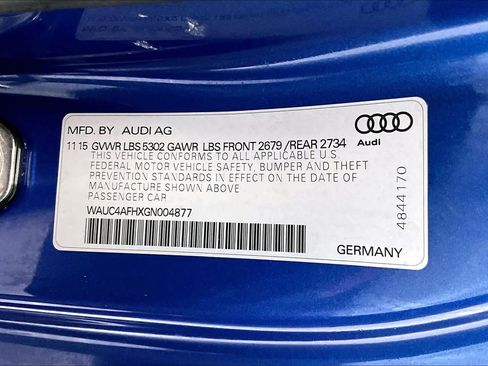 MFD. BY AUDI AG
11 15 GVWR LBS 5302 GAWR LBS FRONT 2679 /REAR 2734
THIS VEHICLE CONFORMS TO ALL APPLICABLE U.S.
FEDERAL MOTOR VEHICLE SAFETY, BUMPER AND THEFT
PREVENTION STANDARDS IN EFFECT ON THE DATE OF
MANUFACTURE SHOWN ABOVE
PASSENGER CAR
WAUC4AFHXGN004877
Audi
4844170
GERMANY